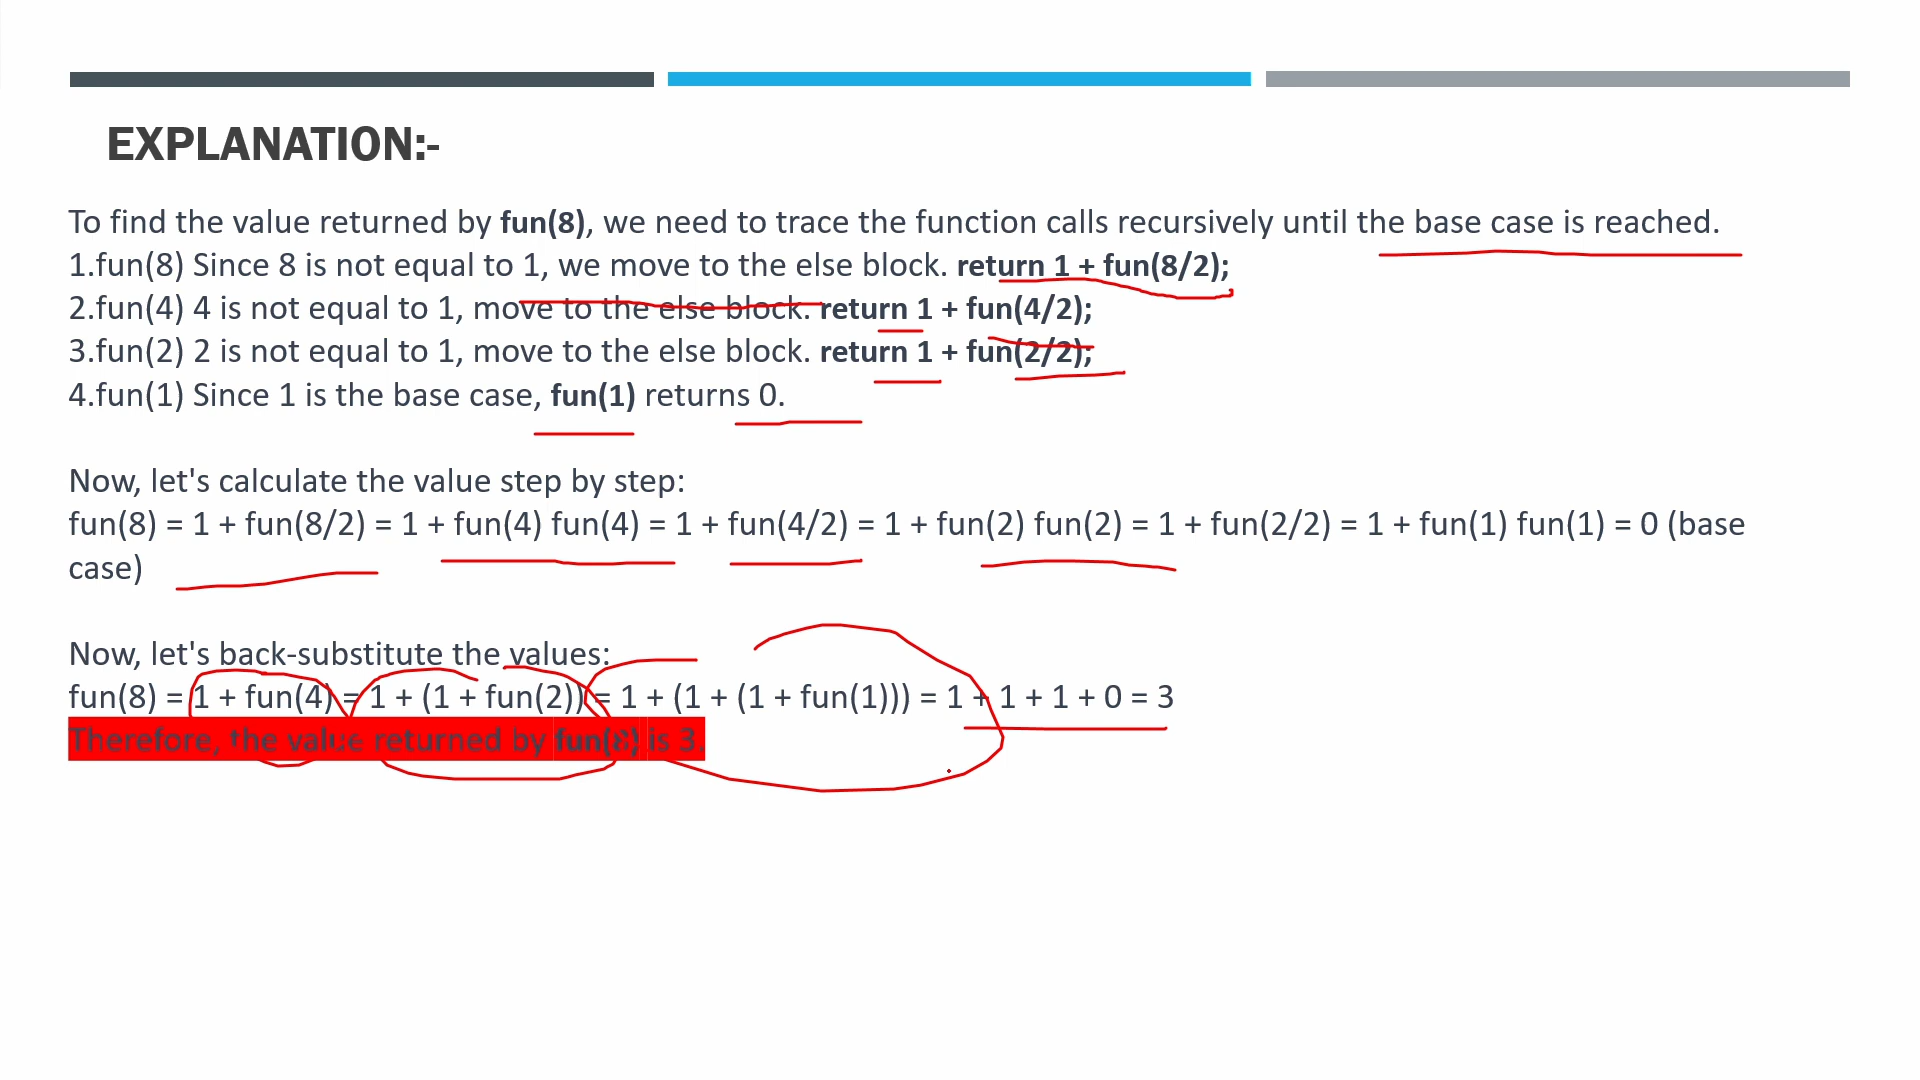 EXPLANATION:-
To find the value returned by fun(8), we need to trace the function calls recursively until the base case is reached.
1.fun(8) Since 8 is not equal to 1, we move to the else block. return 1 + fun(8/2);
2.fun(4) 4 is not equal to 1, move to the else block. return 1 + fun(4/2);
3.fun(2) 2 is not equal to 1, move to the else block. return 1 + fun(2/2);
4.fun(1) Since 1 is the base case, fun(1) returns 0.
Now, let's calculate the value step by step:
fun(8) = 1 + fun(8/2) = 1 + fun(4) fun(4) = 1 + fun(4/2) = 1 + fun(2) fun(2) = 1 + fun(2/2) = 1 + fun(1) fun(1) = 0 (base
case)
Now, let's back-substitute the values:
fun(8) = 1 + fun(4) = 1 + (1 + fun(2)) = 1 + (1 + (1 + fun(1))) = 1 + 1 + 1 + 0 = 3
Therefore, the value returned by fun(8) is 3.